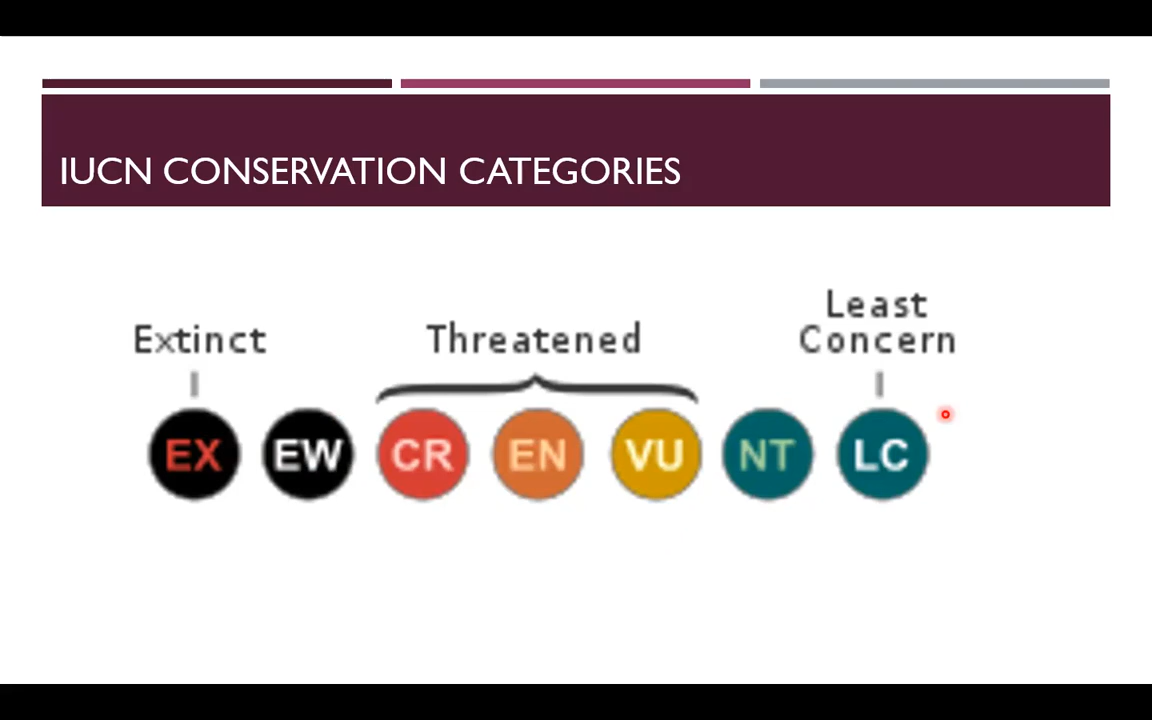 IUCN CONSERVATION CATEGORIES
Extinct
Threatened
Least
Concern
EX EW CR EN VU NT LC